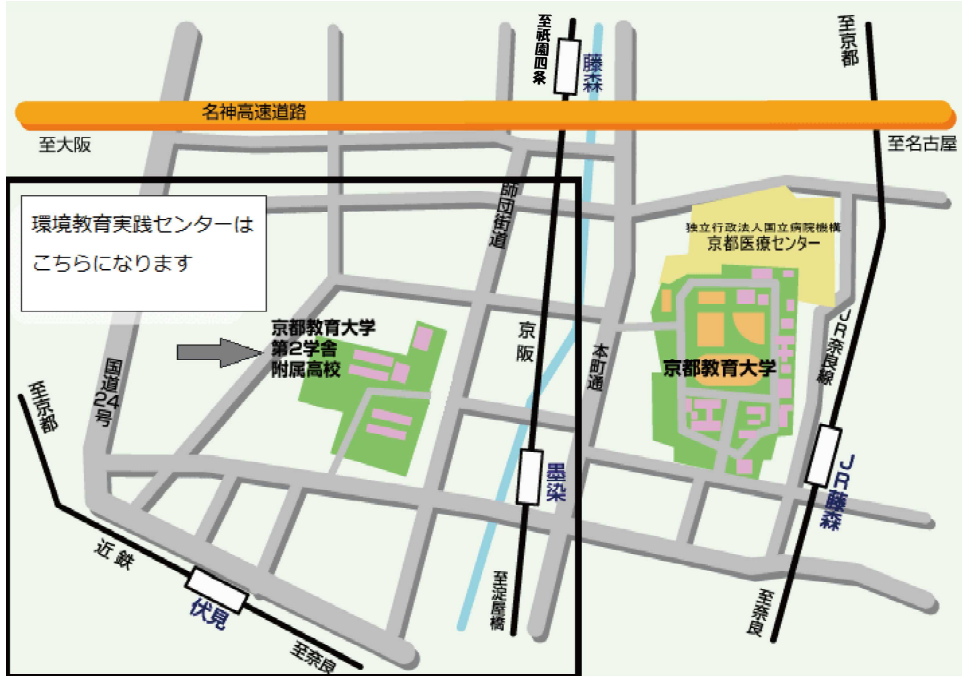 至祇園四条
藤森
至京都
名神高速道路
至大阪
至名古屋
環境教育実践センターは
こちらになります
師団街道
独立行政法人国立病院機構
京都医療センター
京都教育大学
第2学舎
附属高校
京阪
本町通
JR奈良線
京都教育大学
国道24号
至京都
墨染
JR藤森
近鉄
伏見
至淀屋橋
至奈良
至奈良